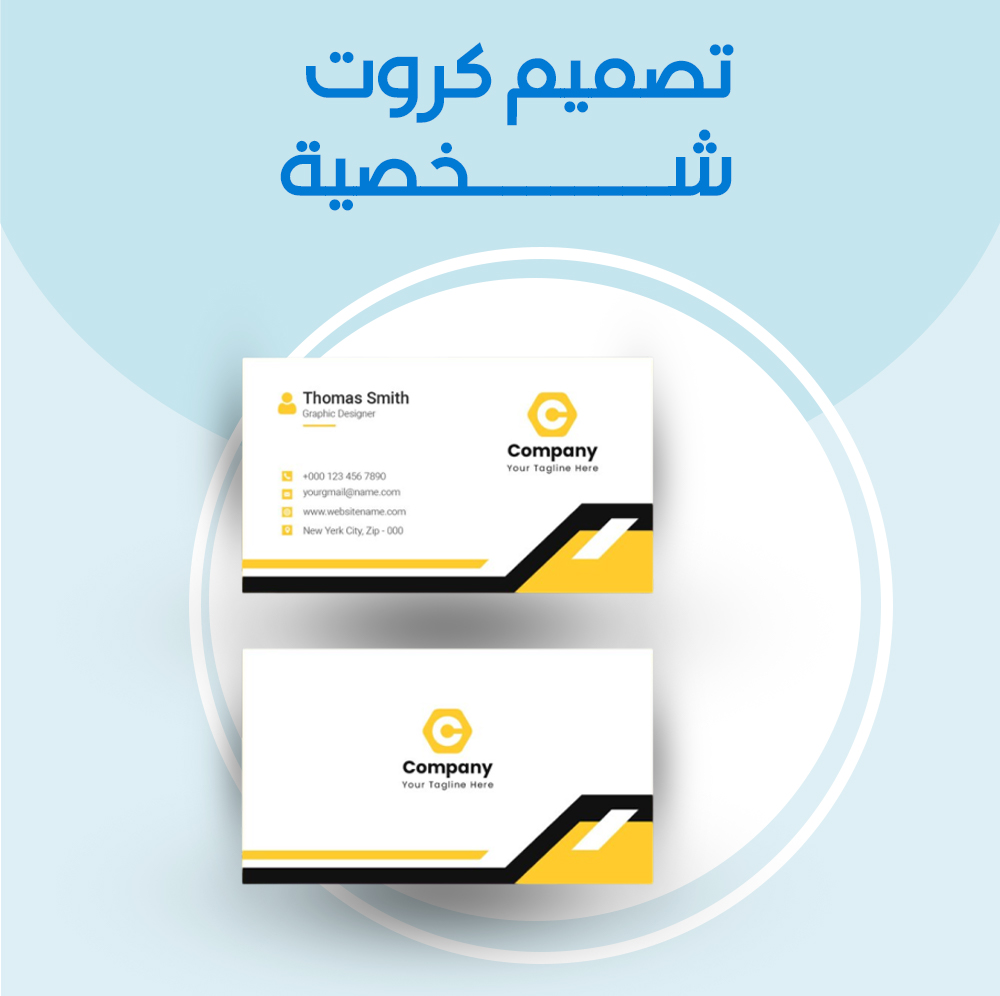 تصميم كروت
شخصية
Thomas Smith
Graphic Designer
Company
Your Tagline Here
+000 123 456 7890
yourgmail@name.com
www.websitename.com
New Yerk City, Zip - 000
Company
Your Tagline Here